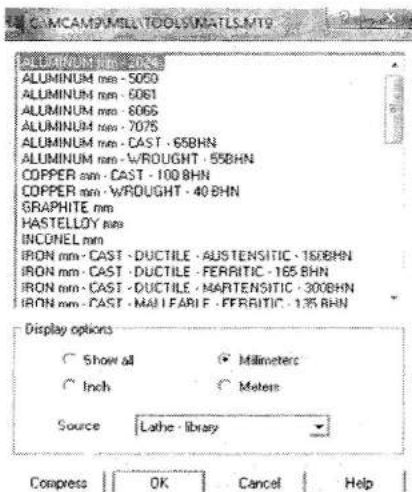 C:\MCAM9\MILL\TOOLS\MATLS.MT9
ALUMINUM mm - 2024
ALUMINUM mm - 5050
ALUMINUM mm - 6061
ALUMINUM mm - 6066
ALUMINUM mm - 7075
ALUMINUM mm - CAST - 65BHN
ALUMINUM mm - WROUGHT - 55BHN
COPPER mm - CAST - 100 BHN
COPPER mm - WROUGHT - 40 BHN
GRAPHITE mm
HASTELLOY mm
INCONEL mm
IRON mm - CAST - DUCTILE - AUSTENSITIC - 160BHN
IRON mm - CAST - DUCTILE - FERRITIC - 165 BHN
IRON mm - CAST - DUCTILE - MARTENSITIC - 300BHN
IRON mm - CAST - MALLEABLE - FERRITIC - 135 BHN
Display options
Show all Millimeters
Inch Meters
Source Lathe - library
Compress OK Cancel Help